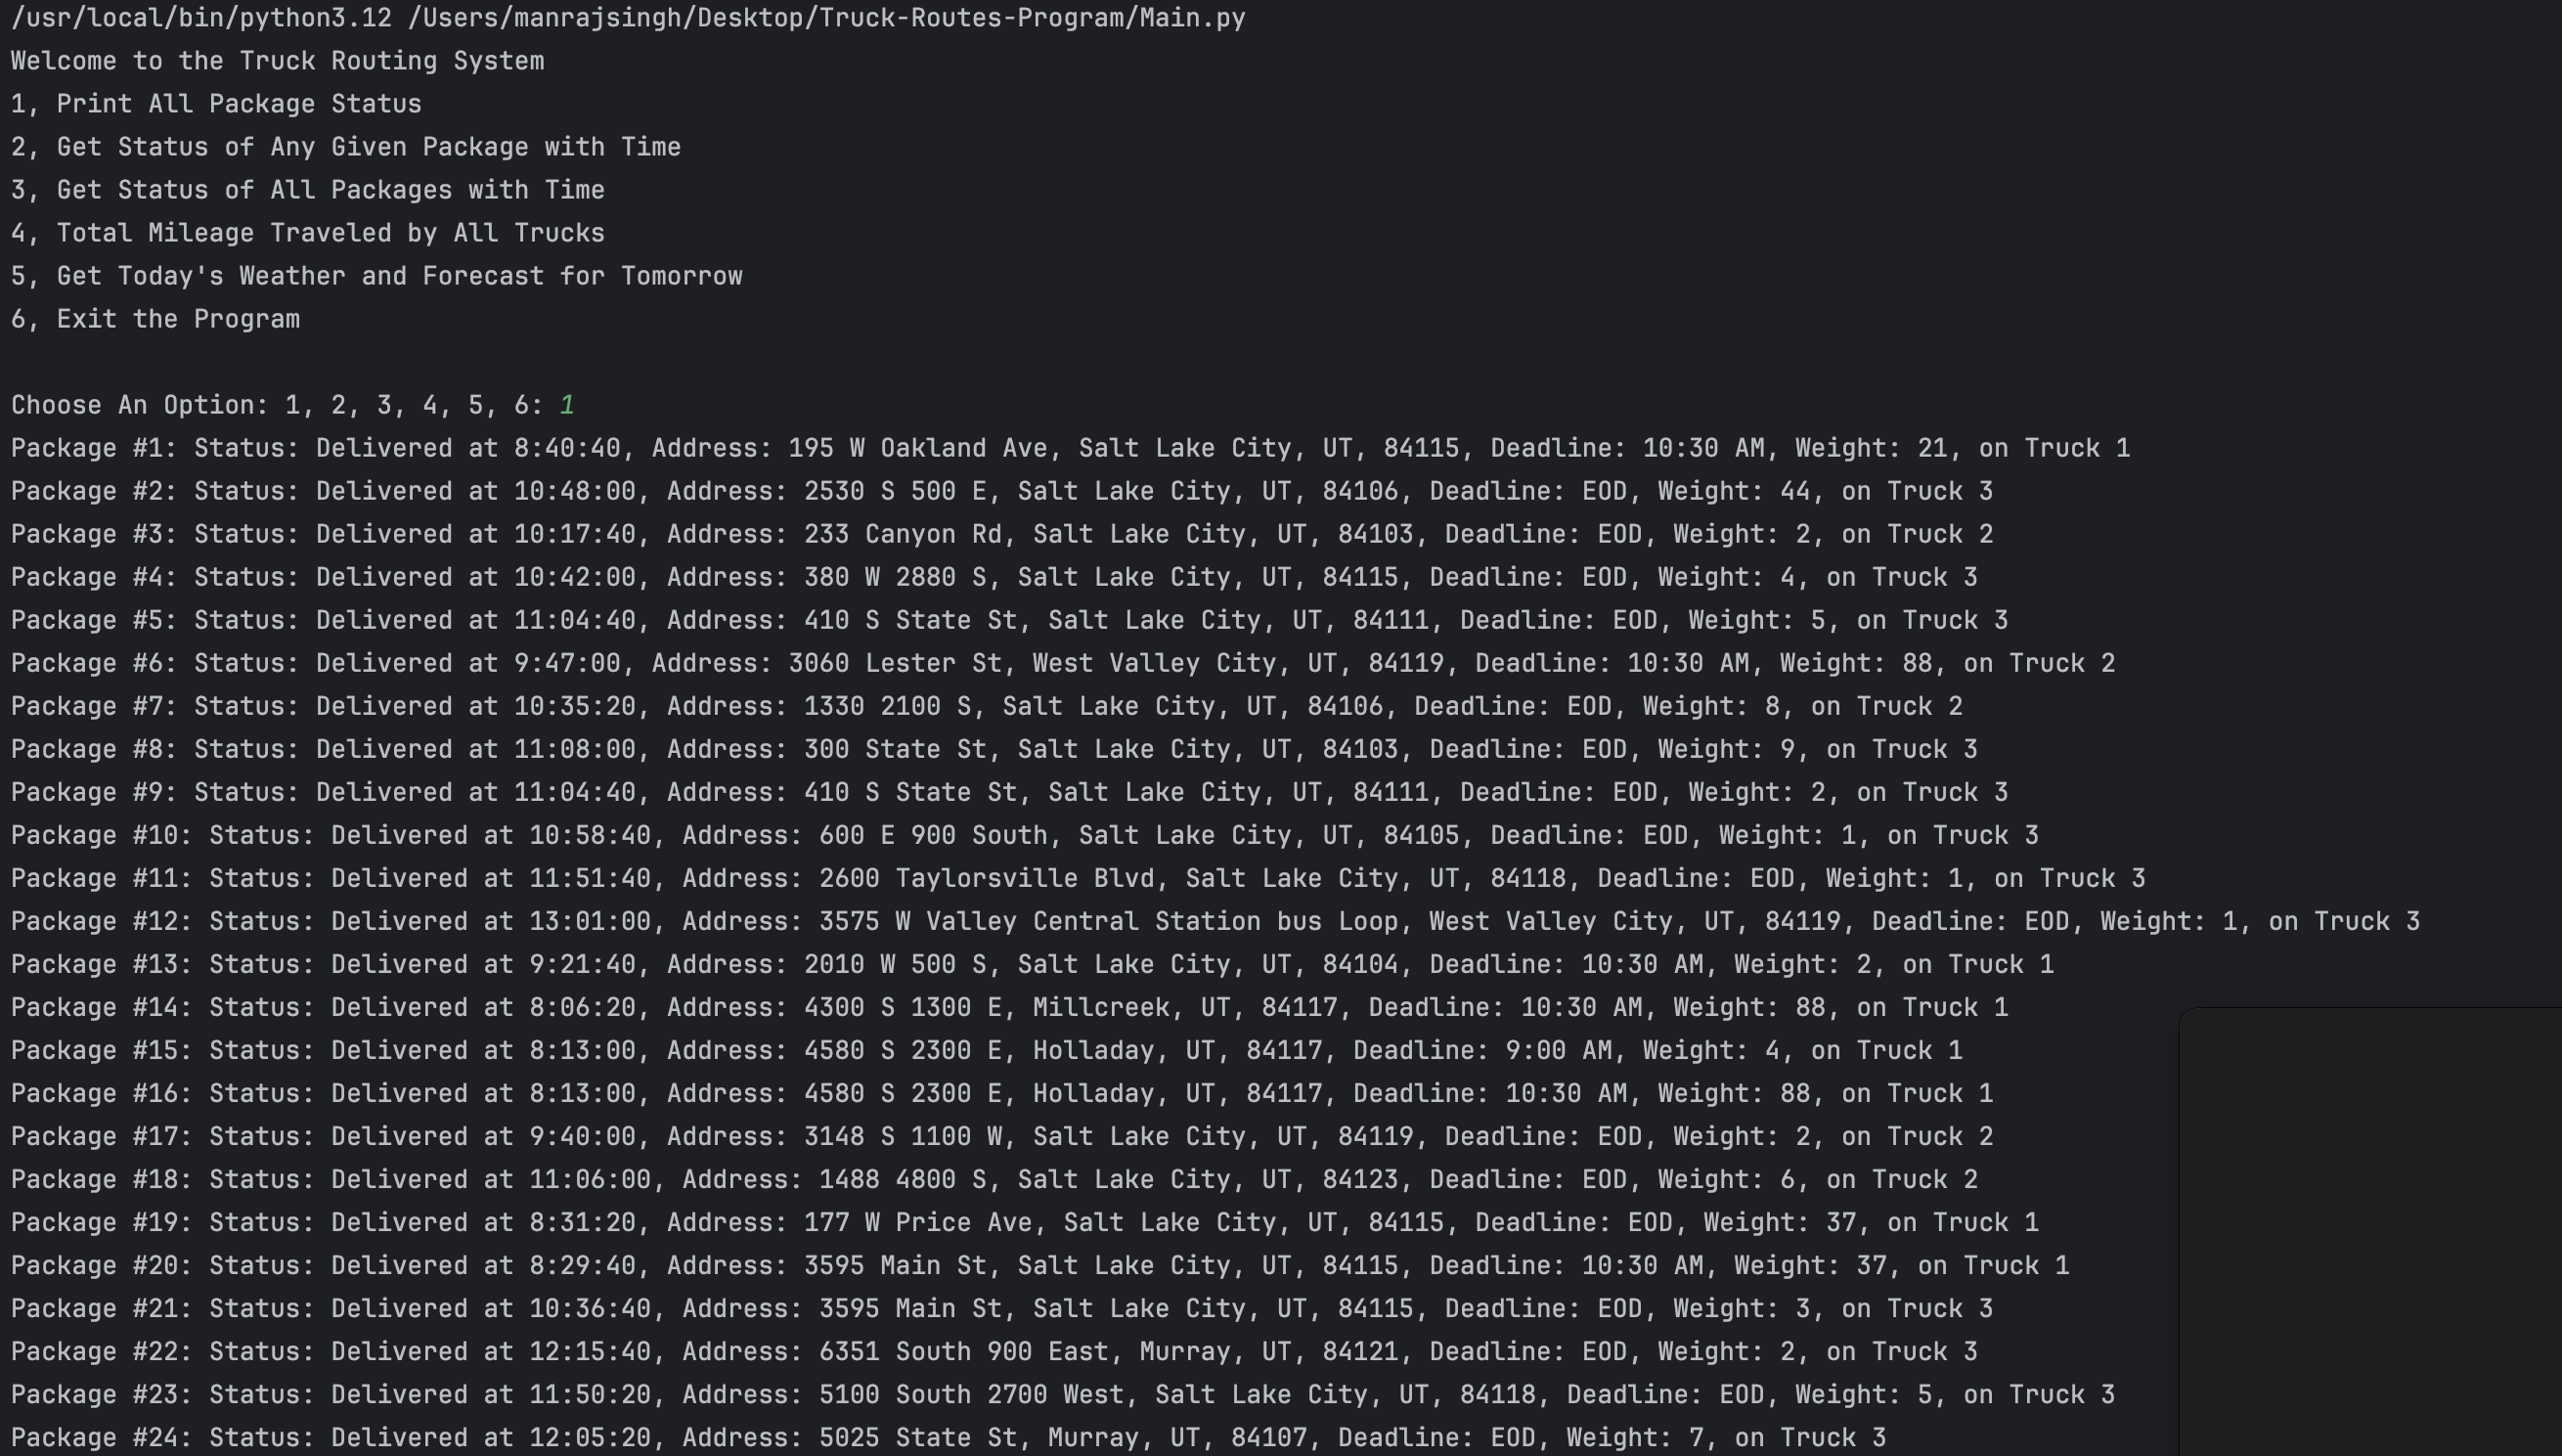 /usr/local/bin/python3.12 /Users/manrajsingh/Desktop/Truck-Routes-Program/Main.py
Welcome to the Truck Routing System
1, Print All Package Status
2, Get Status of Any Given Package with Time
3, Get Status of All Packages with Time
4, Total Mileage Traveled by All Trucks
5, Get Today's Weather and Forecast for Tomorrow
6, Exit the Program
Choose An Option: 1, 2, 3, 4, 5, 6: 1
Package #1: Status: Delivered at 8:40:40, Address: 195 W Oakland Ave, Salt Lake City, UT, 84115, Deadline: 10:30 AM, Weight: 21, on Truck 1
Package #2: Status: Delivered at 10:48:00, Address: 2530 S 500 E, Salt Lake City, UT, 84106, Deadline: EOD, Weight: 44, on Truck 3
Package #3: Status: Delivered at 10:17:40, Address: 233 Canyon Rd, Salt Lake City, UT, 84103, Deadline: EOD, Weight: 2, on Truck 2
Package #4: Status: Delivered at 10:42:00, Address: 380 W 2880 S, Salt Lake City, UT, 84115, Deadline: EOD, Weight: 4, on Truck 3
Package #5: Status: Delivered at 11:04:40, Address: 410 S State St, Salt Lake City, UT, 84111, Deadline: EOD, Weight: 5, on Truck 3
Package #6: Status: Delivered at 9:47:00, Address: 3060 Lester St, West Valley City, UT, 84119, Deadline: 10:30 AM, Weight: 88, on Truck 2
Package #7: Status: Delivered at 10:35:20, Address: 1330 2100 S, Salt Lake City, UT, 84106, Deadline: EOD, Weight: 8, on Truck 2
Package #8: Status: Delivered at 11:08:00, Address: 300 State St, Salt Lake City, UT, 84103, Deadline: EOD, Weight: 9, on Truck 3
Package #9: Status: Delivered at 11:04:40, Address: 410 S State St, Salt Lake City, UT, 84111, Deadline: EOD, Weight: 2, on Truck 3
Package #10: Status: Delivered at 10:58:40, Address: 600 E 900 South, Salt Lake City, UT, 84105, Deadline: EOD, Weight: 1, on Truck 3
Package #11: Status: Delivered at 11:51:40, Address: 2600 Taylorsville Blvd, Salt Lake City, UT, 84118, Deadline: EOD, Weight: 1, on Truck 3
Package #12: Status: Delivered at 13:01:00, Address: 3575 W Valley Central Station bus Loop, West Valley City, UT, 84119, Deadline: EOD, Weight: 1, on Truck 3
Package #13: Status: Delivered at 9:21:40, Address: 2010 W 500 S, Salt Lake City, UT, 84104, Deadline: 10:30 AM, Weight: 2, on Truck 1
Package #14: Status: Delivered at 8:06:20, Address: 4300 S 1300 E, Millcreek, UT, 84117, Deadline: 10:30 AM, Weight: 88, on Truck 1
Package #15: Status: Delivered at 8:13:00, Address: 4580 S 2300 E, Holladay, UT, 84117, Deadline: 9:00 AM, Weight: 4, on Truck 1
Package #16: Status: Delivered at 8:13:00, Address: 4580 S 2300 E, Holladay, UT, 84117, Deadline: 10:30 AM, Weight: 88, on Truck 1
Package #17: Status: Delivered at 9:40:00, Address: 3148 S 1100 W, Salt Lake City, UT, 84119, Deadline: EOD, Weight: 2, on Truck 2
Package #18: Status: Delivered at 11:06:00, Address: 1488 4800 S, Salt Lake City, UT, 84123, Deadline: EOD, Weight: 6, on Truck 2
Package #19: Status: Delivered at 8:31:20, Address: 177 W Price Ave, Salt Lake City, UT, 84115, Deadline: EOD, Weight: 37, on Truck 1
Package #20: Status: Delivered at 8:29:40, Address: 3595 Main St, Salt Lake City, UT, 84115, Deadline: 10:30 AM, Weight: 37, on Truck 1
Package #21: Status: Delivered at 10:36:40, Address: 3595 Main St, Salt Lake City, UT, 84115, Deadline: EOD, Weight: 3, on Truck 3
Package #22: Status: Delivered at 12:15:40, Address: 6351 South 900 East, Murray, UT, 84121, Deadline: EOD, Weight: 2, on Truck 3
Package #23: Status: Delivered at 11:50:20, Address: 5100 South 2700 West, Salt Lake City, UT, 84118, Deadline: EOD, Weight: 5, on Truck 3
Package #24: Status: Delivered at 12:05:20, Address: 5025 State St, Murray, UT, 84107, Deadline: EOD, Weight: 7, on Truck 3